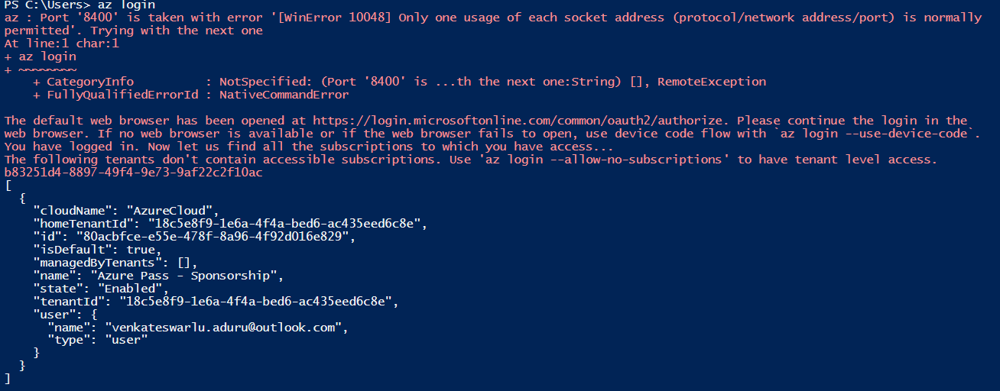 PS C:\Users> az login
az : Port '8400' is taken with error '[WinError 10048] Only one usage of each socket address (protocol/network address/port) is normally
permitted'. Trying with the next one
At line:1 char:1
+ az login
+ ~~~~~~~~
    + CategoryInfo          : NotSpecified: (Port '8400' is ...th the next one:String) [], RemoteException
    + FullyQualifiedErrorId : NativeCommandError

The default web browser has been opened at https://login.microsoftonline.com/common/oauth2/authorize. Please continue the login in the
web browser. If no web browser is available or if the web browser fails to open, use device code flow with `az login --use-device-code`.
You have logged in. Now let us find all the subscriptions to which you have access...
The following tenants don't contain accessible subscriptions. Use 'az login --allow-no-subscriptions' to have tenant level access.
b83251d4-8897-49f4-9e73-9af22c2f10ac
[
  {
    "cloudName": "AzureCloud",
    "homeTenantId": "18c5e8f9-1e6a-4f4a-bed6-ac435eed6c8e",
    "id": "80acbfce-e55e-478f-8a96-4f92d016e829",
    "isDefault": true,
    "managedByTenants": [],
    "name": "Azure Pass - Sponsorship",
    "state": "Enabled",
    "tenantId": "18c5e8f9-1e6a-4f4a-bed6-ac435eed6c8e",
    "user": {
      "name": "venkateswarlu.aduru@outlook.com",
      "type": "user"
    }
  }
]